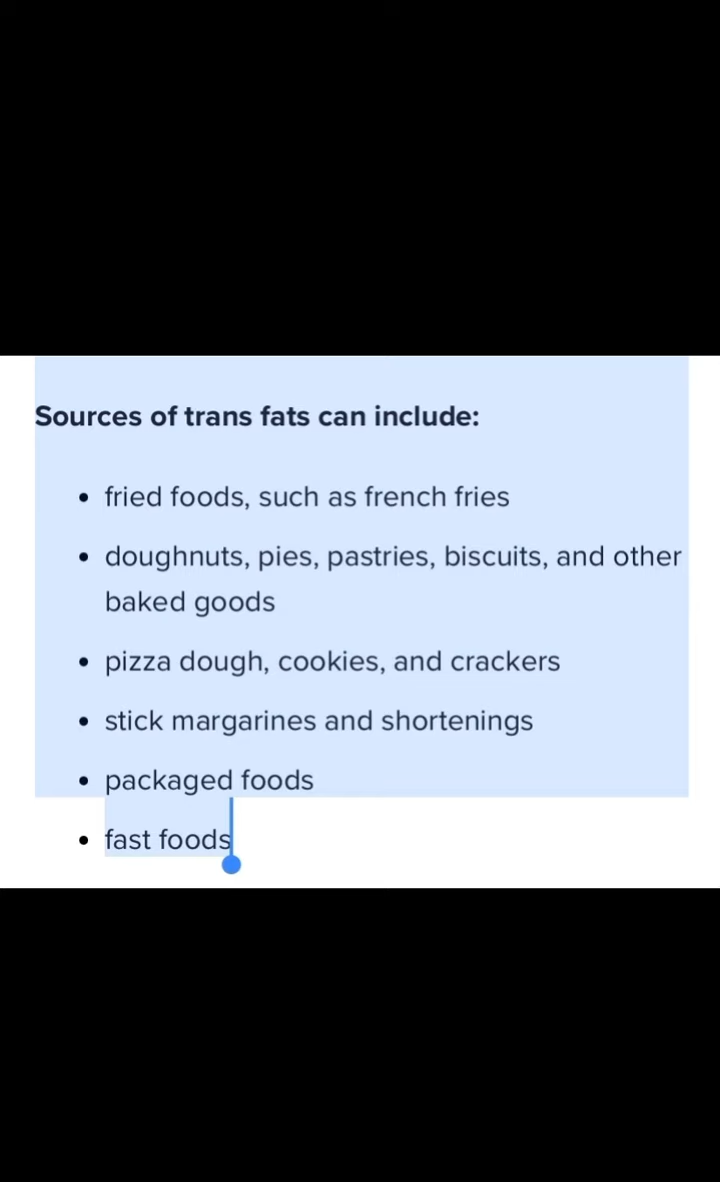 Sources of trans fats can include:
• fried foods, such as french fries
• doughnuts, pies, pastries, biscuits, and other
baked goods
• pizza dough, cookies, and crackers
• stick margarines and shortenings
• packaged foods
• fast foods